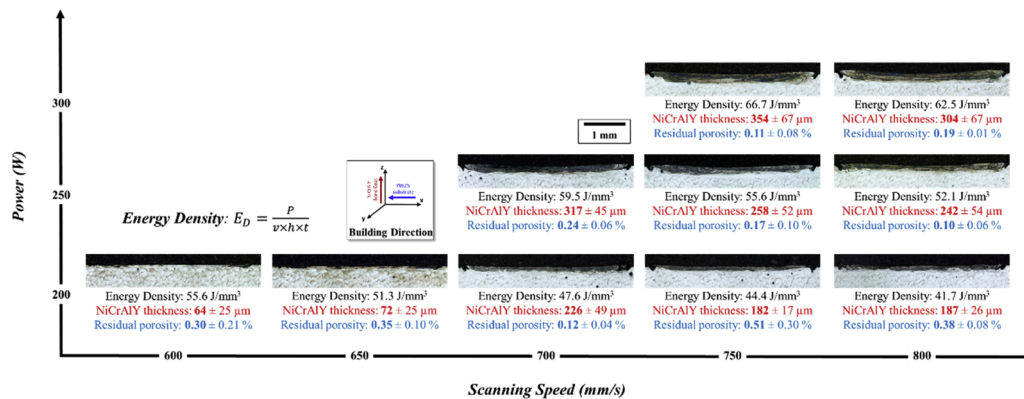 Power (W)
300
250
200
Energy Density: 66.7 J/mm³
NiCrAlY thickness: 354 ± 67 µm
Residual porosity: 0.11 ± 0.08 %
Energy Density: 62.5 J/mm³
NiCrAlY thickness: 304 ± 67 µm
Residual porosity: 0.19 ± 0.01 %
1 mm
Energy Density: E_D = P / v×h×t
z
x
y
substrate
Building Direction
Energy Density: 59.5 J/mm³
NiCrAlY thickness: 317 ± 45 µm
Residual porosity: 0.24 ± 0.06 %
Energy Density: 55.6 J/mm³
NiCrAlY thickness: 258 ± 52 µm
Residual porosity: 0.17 ± 0.10 %
Energy Density: 52.1 J/mm³
NiCrAlY thickness: 242 ± 54 µm
Residual porosity: 0.10 ± 0.06 %
Energy Density: 55.6 J/mm³
NiCrAlY thickness: 64 ± 25 µm
Residual porosity: 0.30 ± 0.21 %
Energy Density: 51.3 J/mm³
NiCrAlY thickness: 72 ± 25 µm
Residual porosity: 0.35 ± 0.10 %
Energy Density: 47.6 J/mm³
NiCrAlY thickness: 226 ± 49 µm
Residual porosity: 0.12 ± 0.04 %
Energy Density: 44.4 J/mm³
NiCrAlY thickness: 182 ± 17 µm
Residual porosity: 0.51 ± 0.30 %
Energy Density: 41.7 J/mm³
NiCrAlY thickness: 187 ± 26 µm
Residual porosity: 0.38 ± 0.08 %
600
650
700
750
800
Scanning Speed (mm/s)